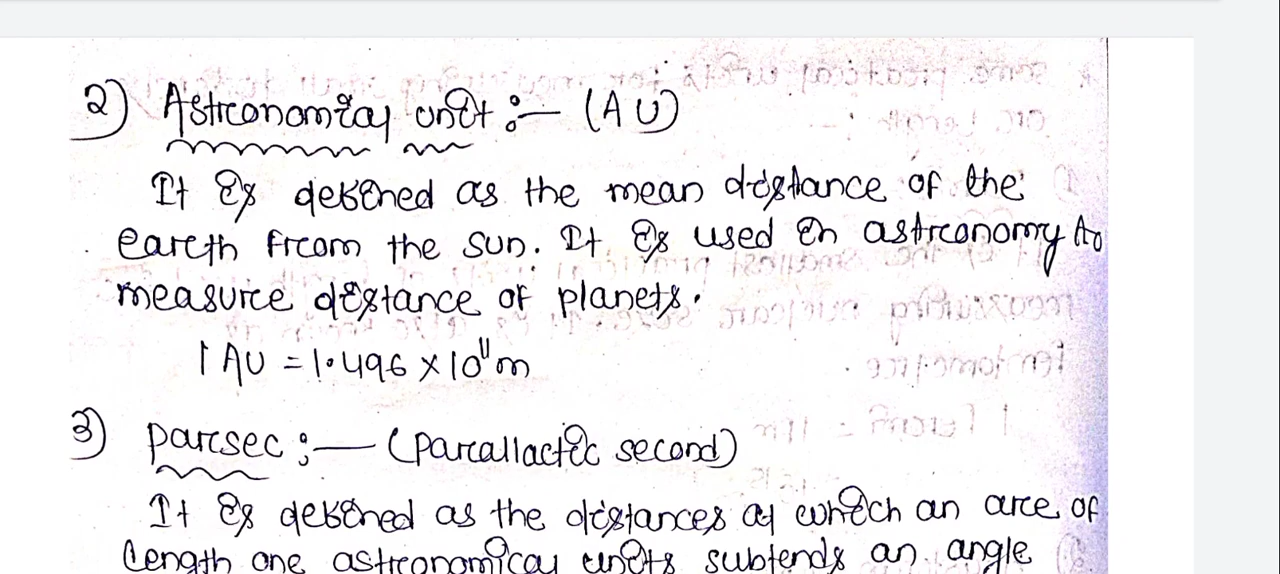 2) Astronomical unit :- (AU)
It is defined as the mean distance of the
earth from the sun. It is used in astronomy to
measure distance of planets.
1 AU = 1.496 × 10¹¹ m
3) parsec :- (parallactic second)
It is defined as the distances at which an arc of
length one astronomical units subtends an angle